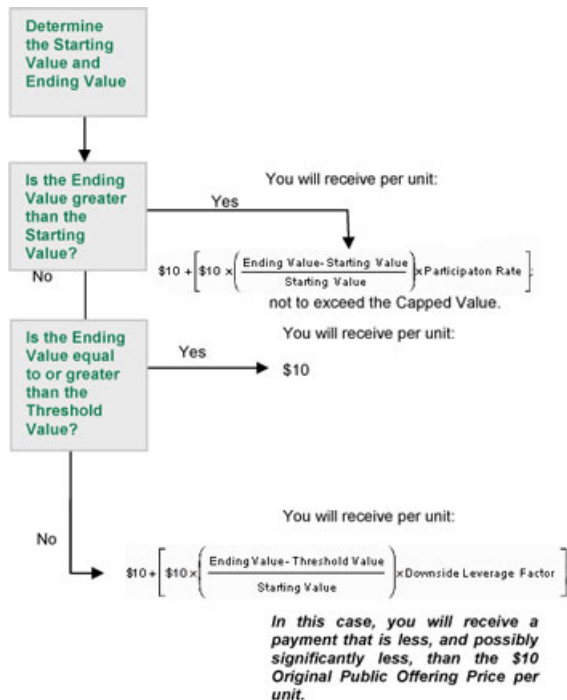 Determine
the Starting
Value and
Ending Value
Is the Ending
Value greater
than the
Starting
Value?
Yes
You will receive per unit:
$10 + [ $10 × ( Ending Value - Starting Value / Starting Value ) × Participaton Rate ];
not to exceed the Capped Value.
No
Is the Ending
Value equal
to or greater
than the
Threshold
Value?
Yes
You will receive per unit:
$10
No
You will receive per unit:
$10 + [ $10 × ( Ending Value - Threshold Value / Starting Value ) × Downside Leverage Factor ]
In this case, you will receive a
payment that is less, and possibly
significantly less, than the $10
Original Public Offering Price per
unit.